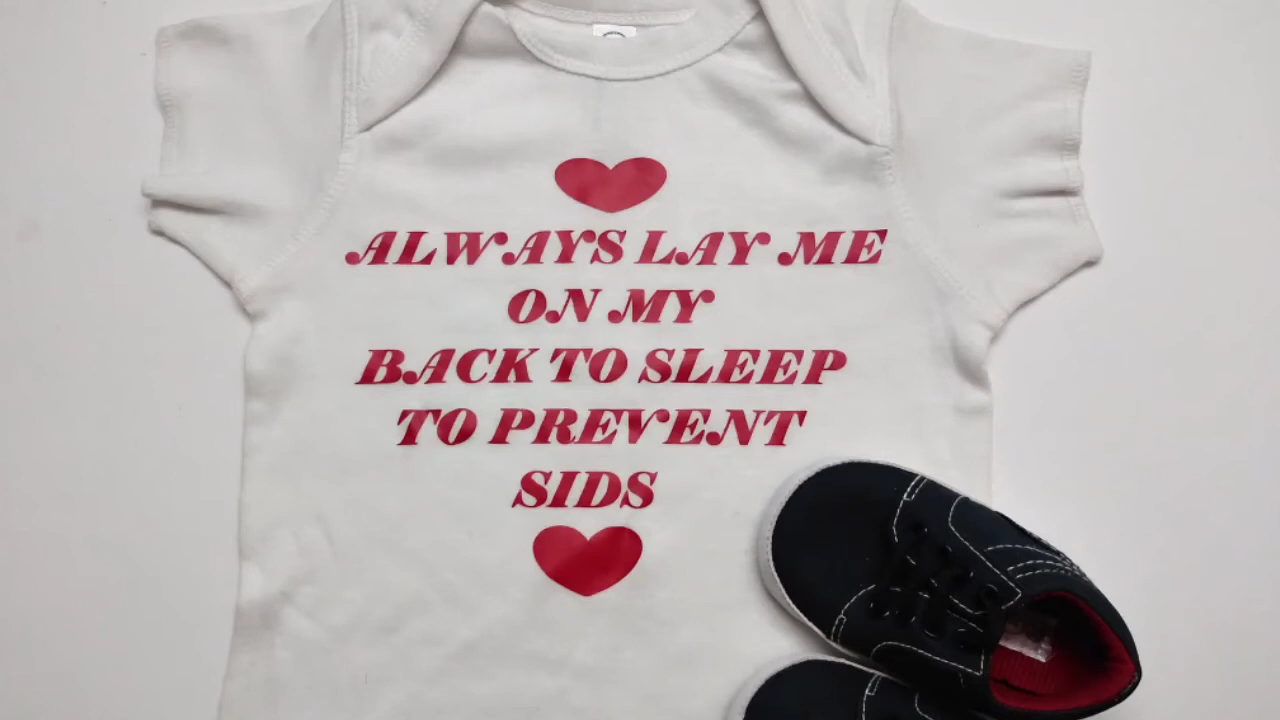 ALWAYS LAY ME
ON MY
BACK TO SLEEP
TO PREVENT
SIDS